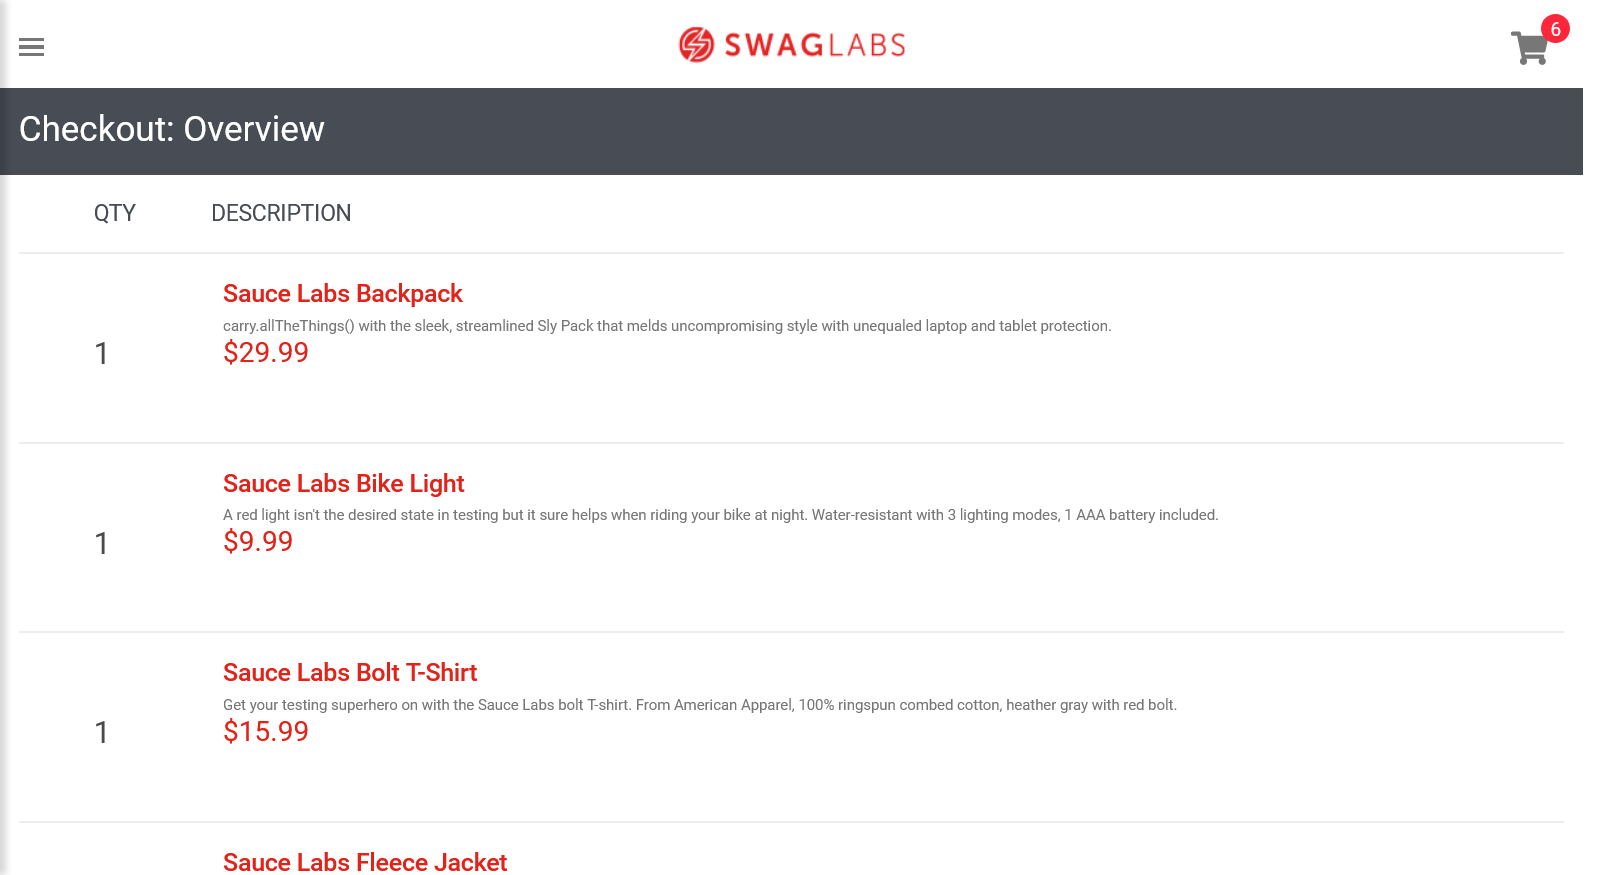 SWAGLABS
6
Checkout: Overview
QTY DESCRIPTION
Sauce Labs Backpack
carry.allTheThings() with the sleek, streamlined Sly Pack that melds uncompromising style with unequaled laptop and tablet protection.
1
$29.99
Sauce Labs Bike Light
A red light isn't the desired state in testing but it sure helps when riding your bike at night. Water-resistant with 3 lighting modes, 1 AAA battery included.
1
$9.99
Sauce Labs Bolt T-Shirt
Get your testing superhero on with the Sauce Labs bolt T-shirt. From American Apparel, 100% ringspun combed cotton, heather gray with red bolt.
1
$15.99
Sauce Labs Fleece Jacket